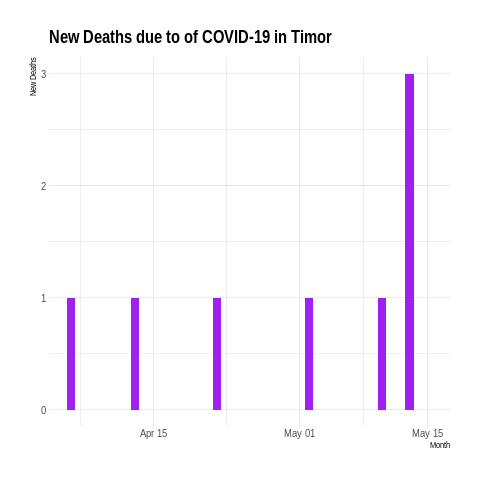 New Deaths due to of COVID-19 in Timor
New Deaths
3
2
1
0
Apr 15
May 01
May 15
Month